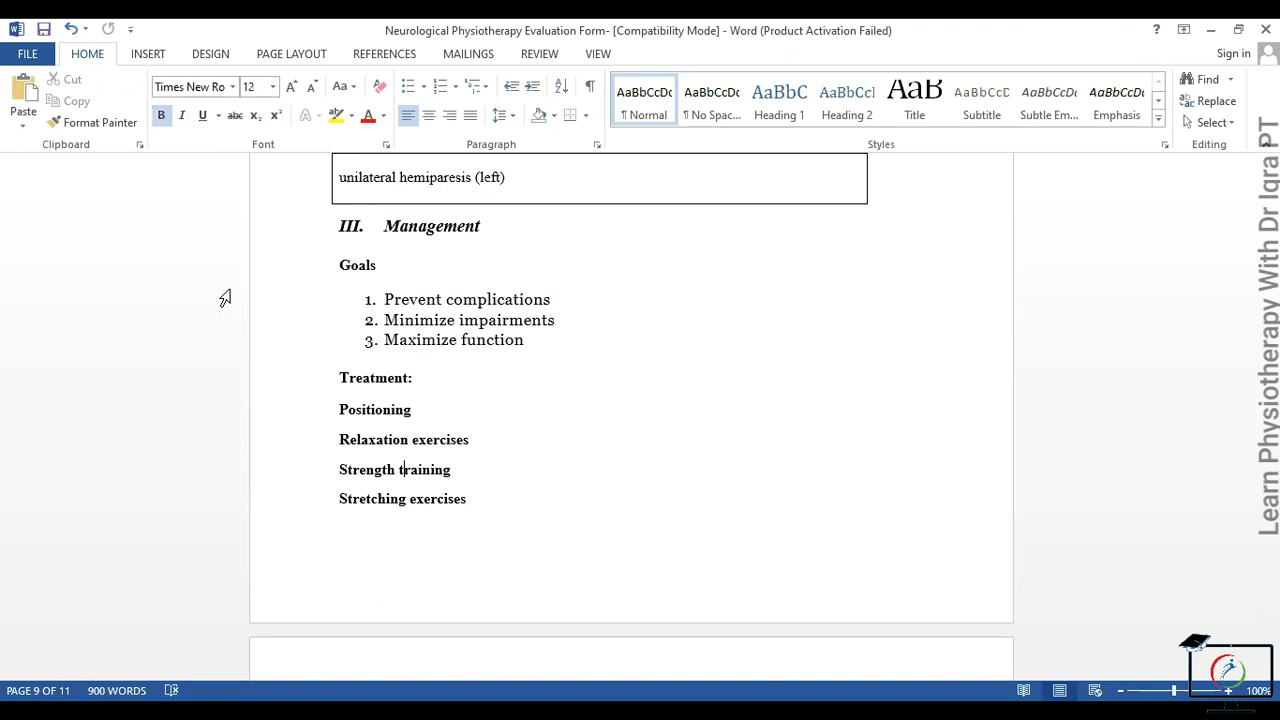 Neurological Physiotherapy Evaluation Form- [Compatibility Mode] - Word (Product Activation Failed)
FILE HOME INSERT DESIGN PAGE LAYOUT REFERENCES MAILINGS REVIEW VIEW Sign in
Paste
Cut
Copy
Format Painter
Clipboard
Times New Ro 12
Font
Paragraph
AaBbCcDc AaBbCcDc AaBbC AaBbCcI AaB AaBbCcD AaBbCcDc AaBbCcDc
¶ Normal ¶ No Spac... Heading 1 Heading 2 Title Subtitle Subtle Em... Emphasis
Styles
Find
Replace
Select
Editing
unilateral hemiparesis (left)
III. Management
Goals
1. Prevent complications
2. Minimize impairments
3. Maximize function
Treatment:
Positioning
Relaxation exercises
Strength training
Stretching exercises
Learn Physiotherapy With Dr Iqra PT
PAGE 9 OF 11 900 WORDS 100%